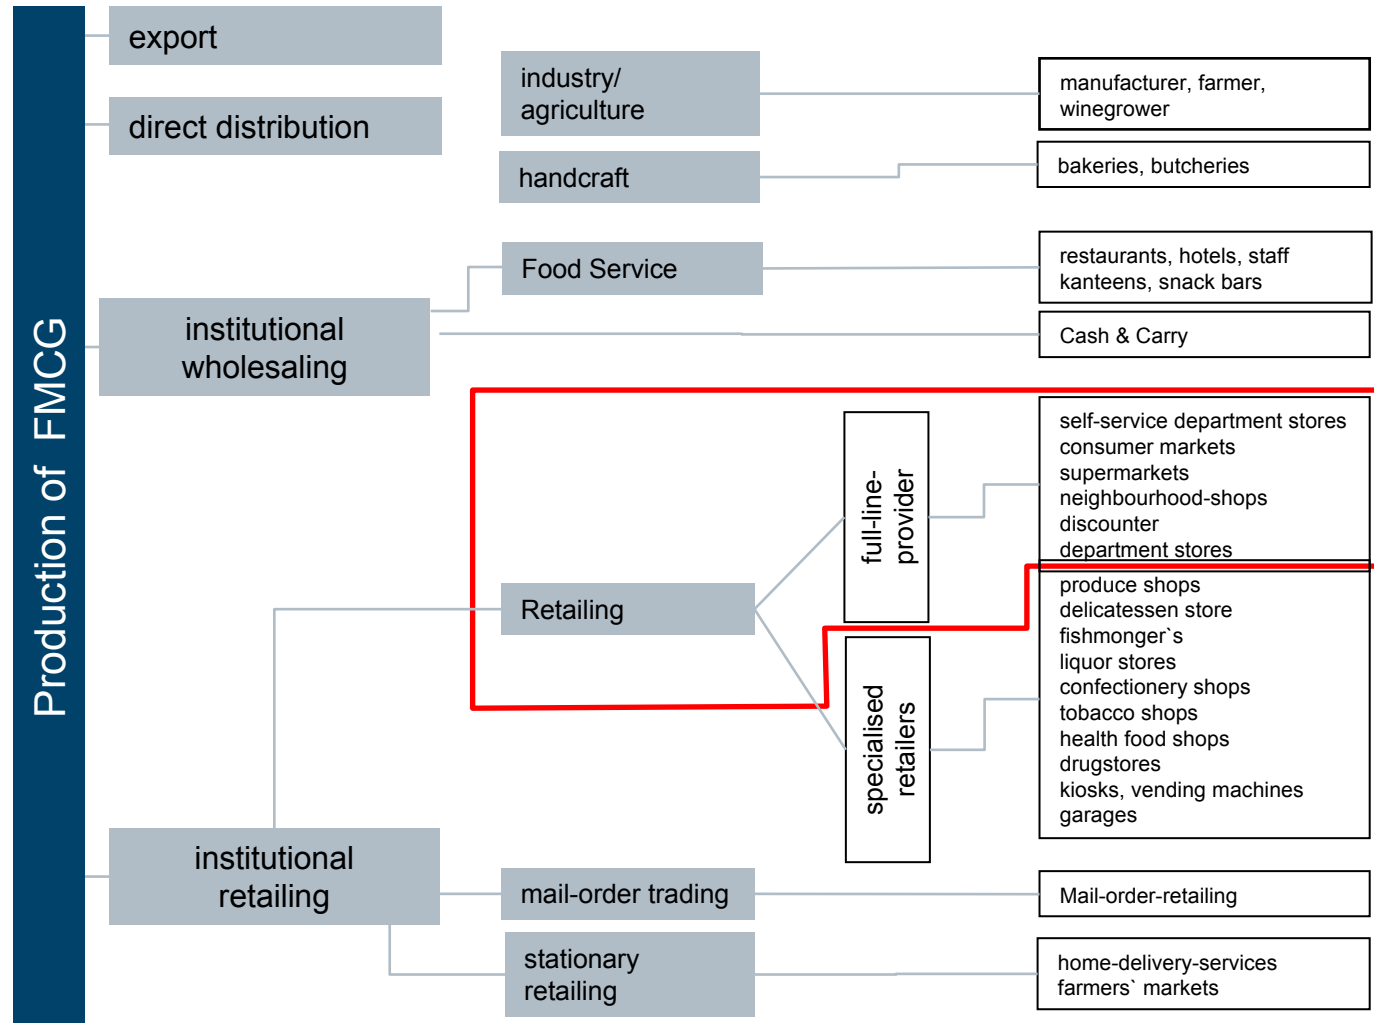 Production of FMCG
export
direct distribution
industry/
agriculture
manufacturer, farmer,
winegrower
handcraft
bakeries, butcheries
institutional
wholesaling
Food Service
restaurants, hotels, staff
kanteens, snack bars
Cash & Carry
institutional
retailing
Retailing
full-line-
provider
self-service department stores
consumer markets
supermarkets
neighbourhood-shops
discounter
department stores
specialised
retailers
produce shops
delicatessen store
fishmonger`s
liquor stores
confectionery shops
tobacco shops
health food shops
drugstores
kiosks, vending machines
garages
mail-order trading
Mail-order-retailing
stationary
retailing
home-delivery-services
farmers` markets